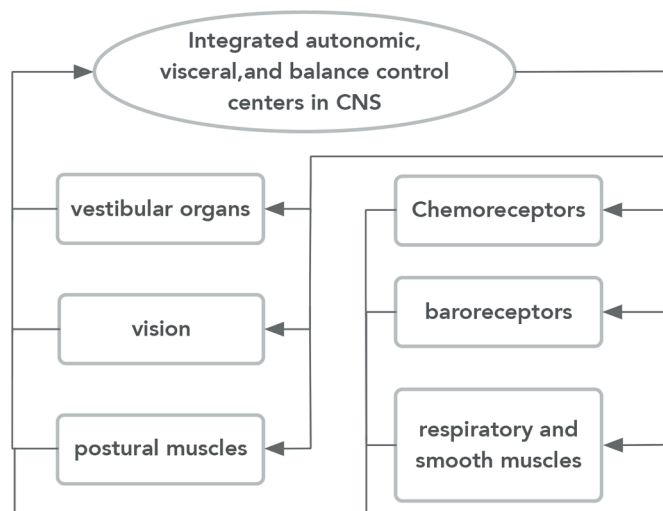 Integrated autonomic,
visceral,and balance control
centers in CNS
vestibular organs
Chemoreceptors
vision
baroreceptors
postural muscles
respiratory and
smooth muscles